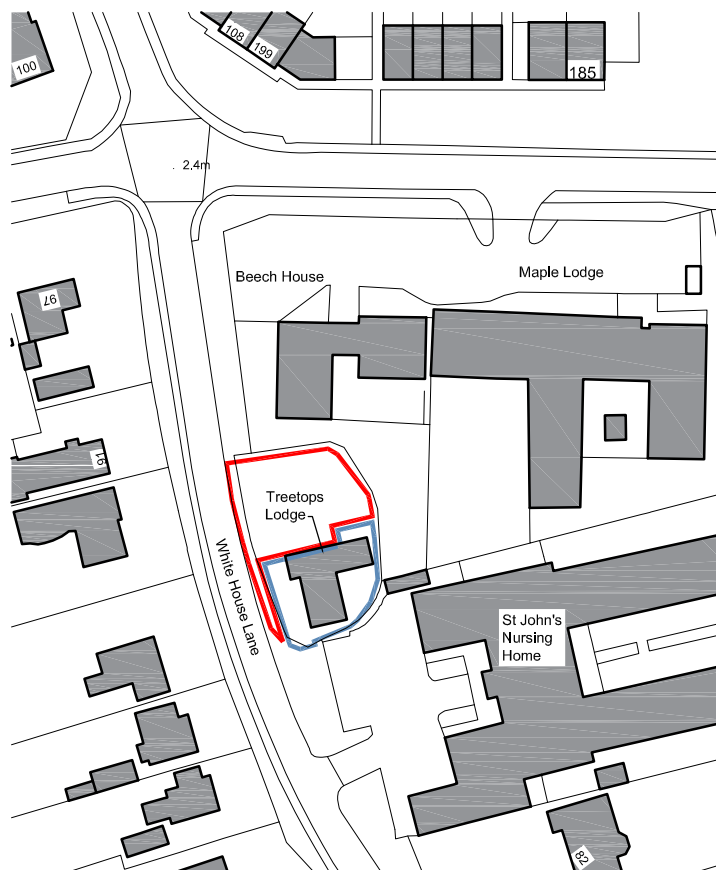 108
199
100
185
2.4m
Beech House
Maple Lodge
97
91
Treetops
Lodge
White House Lane
St John's
Nursing
Home
82